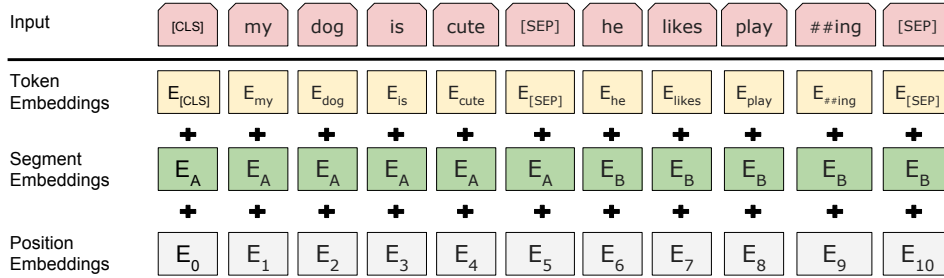 Input [CLS] my dog is cute [SEP] he likes play ##ing [SEP]
Token Embeddings E[CLS] Emy Edog Eis Ecute E[SEP] Ehe Elikes Eplay E##ing E[SEP]
+ + + + + + + + + + +
Segment Embeddings EA EA EA EA EA EA EB EB EB EB EB
+ + + + + + + + + + +
Position Embeddings E0 E1 E2 E3 E4 E5 E6 E7 E8 E9 E10